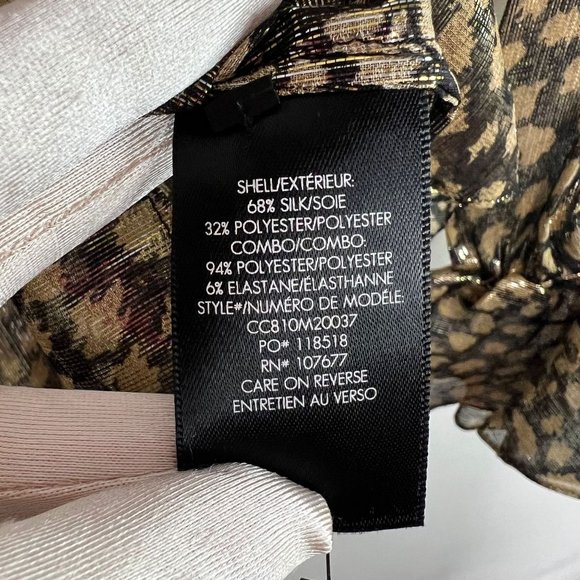 SHELL/EXTÉRIEUR:
68% SILK/SOIE
32% POLYESTER/POLYESTER
COMBO/COMBO:
94% POLYESTER/POLYESTER
6% ELASTANE/ÉLASTHANNE
STYLE#/NUMÉRO DE MODÉLE:
CC810M20037
PO# 118518
RN# 107677
CARE ON REVERSE
ENTRETIEN AU VERSO